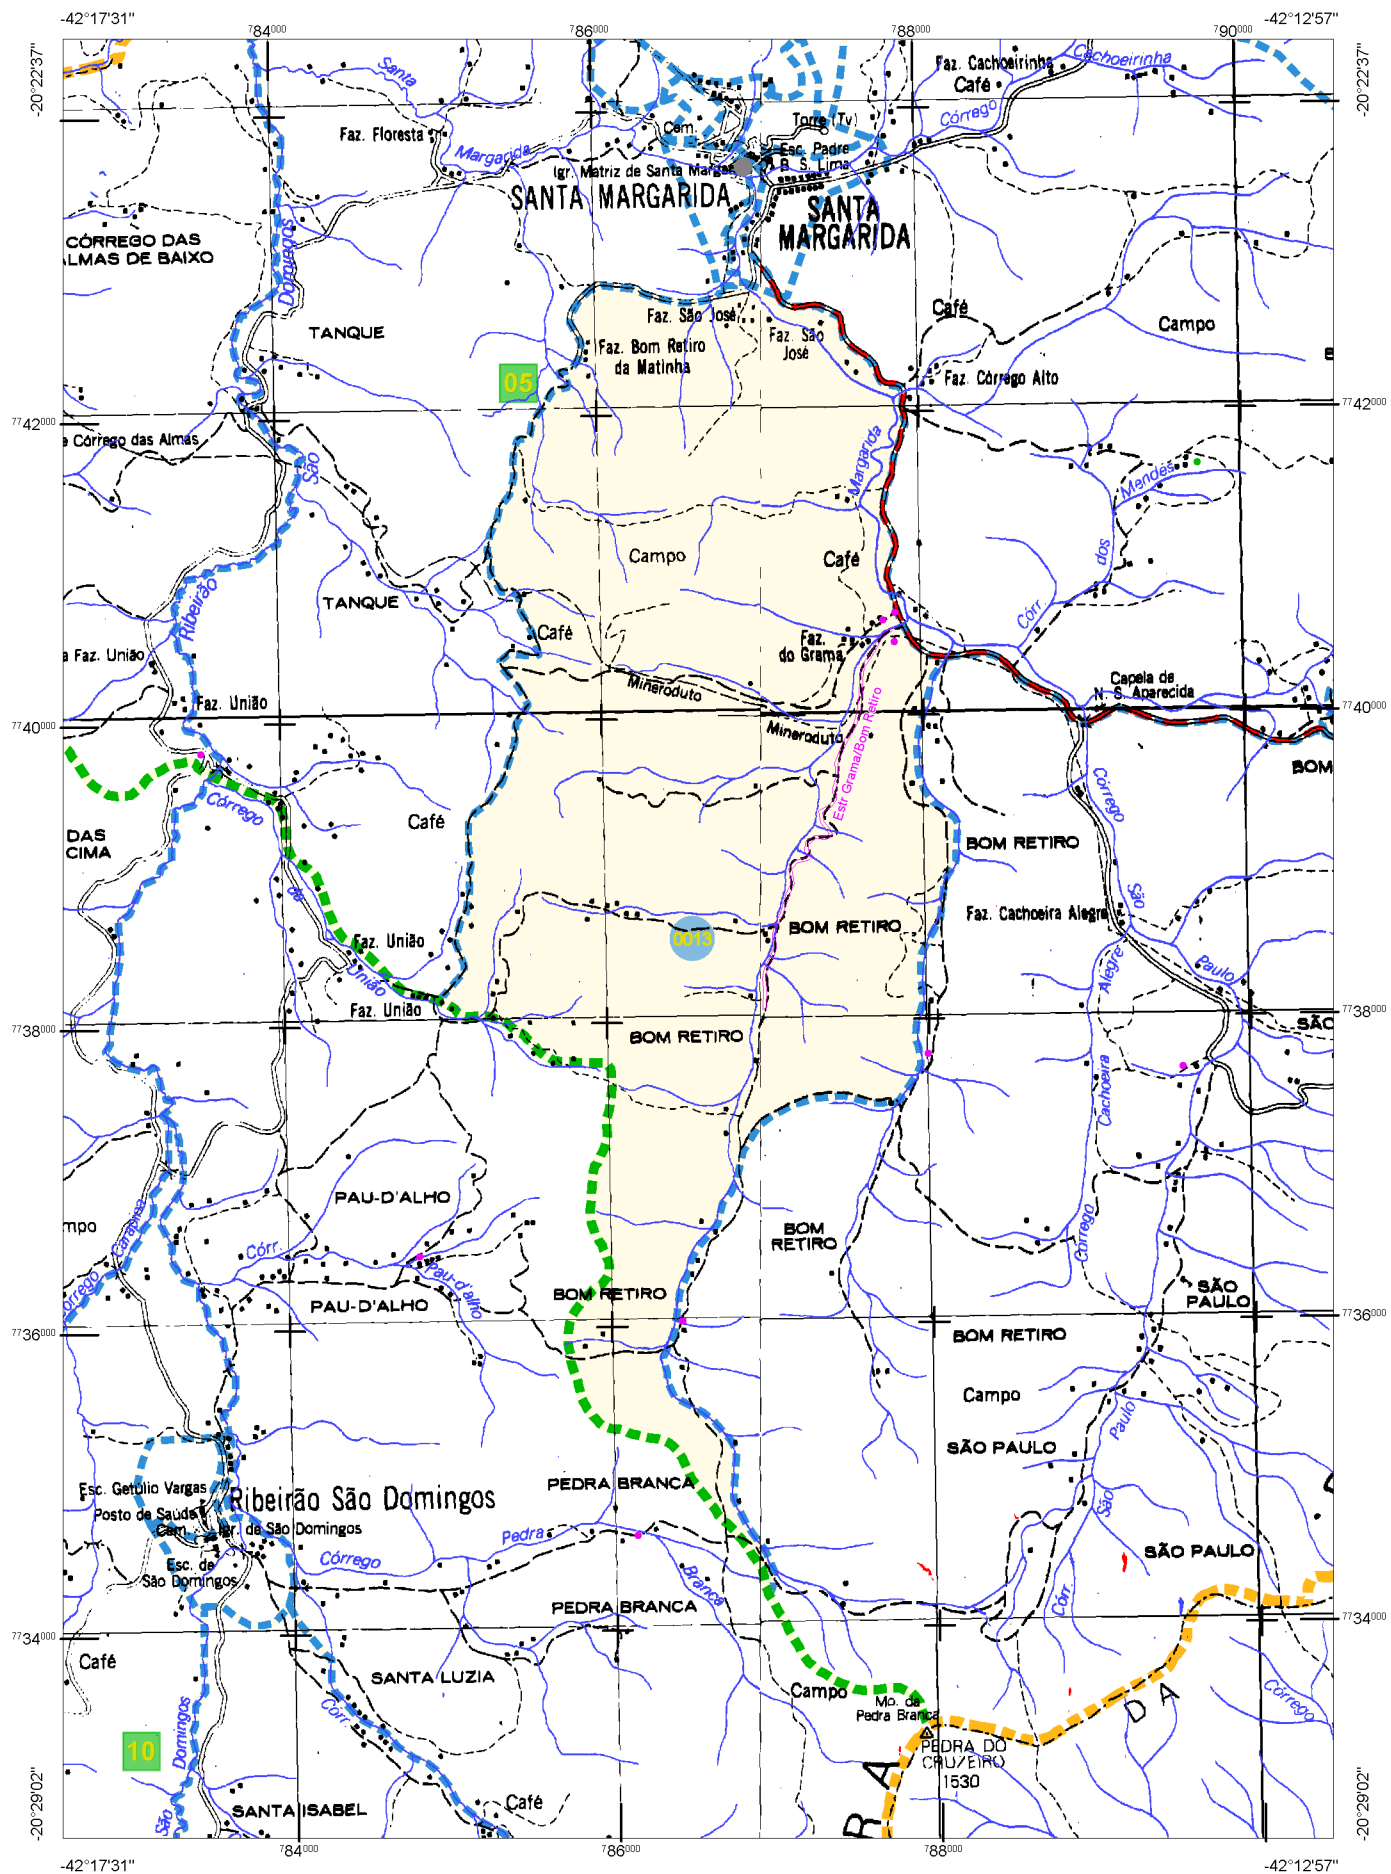 -42°17'31"
-42°12'57"
784000
786000
788000
790000
-20°22'37"
-20°22'37"
Santa
Faz. Cachoeirinha
Cachoeirinha
Café
Córrego
Torre (Tv)
Cem.
Faz. Floresta
Margarida
Esc. Padre
B. S. Lima
Igr. Matriz de Santa Marga
SANTA MARGARIDA
SANTA
MARGARIDA
CÓRREGO DAS
ALMAS DE BAIXO
Domingos
TANQUE
Faz. São José
Faz. São
José
Café
Campo
Faz. Bom Retiro
da Matinha
05
Faz. Córrego Alto
7742000
7742000
e Córrego das Almas
São
Margarida
Mendes
dos
Campo
Café
Ribeirão
TANQUE
Café
Córr.
Faz.
do Grama
a Faz. União
Mineroduto
Capela de
N. S. Aparecida
Faz. União
7740000
7740000
Mineroduto
Estr Grama/Bom Retiro
BOM
Córrego
Córrego
Café
DAS
CIMA
BOM RETIRO
de
São
Faz. Cachoeira Alegre
BOM RETIRO
0013
Faz. União
União
Alegre
Paulo
Faz. União
7738000
7738000
BOM RETIRO
SÃO
Cachoeira
PAU-D'ALHO
mpo
Carapina
BOM
RETIRO
Córrego
Córr.
Pau-d'alho
Córrego
BOM RETIRO
PAU-D'ALHO
SÃO
PAULO
7736000
7736000
BOM RETIRO
Campo
Paulo
SÃO PAULO
PEDRA BRANCA
Esc. Getúlio Vargas
Ribeirão São Domingos
São
Posto de Saúde
Cem.
Igr. de São Domingos
Pedra
Córrego
Esc. de
São Domingos
SÃO PAULO
Branca
Córr.
PEDRA BRANCA
7734000
7734000
Café
SANTA LUZIA
Campo
Mo. da
Pedra Branca
Córrego
DA
Córr.
Domingos
10
PEDRA DO
CRUZEIRO
1530
RA
Café
SANTA ISABEL
São
-20°29'02"
-20°29'02"
784000
786000
788000
-42°17'31"
-42°12'57"